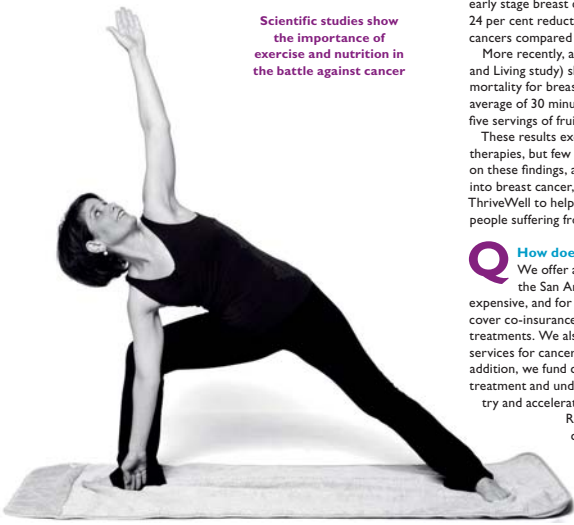 Scientific studies show
the importance of
exercise and nutrition in
the battle against cancer
early stage breast
24 per cent reduct
cancers compared
More recently, a
and Living study)
mortality for breas
average of 30 minu
five servings of frui
These results ex
therapies, but few
on these findings, a
into breast cancer,
ThriveWell to help
people suffering fro
Q How doe
We offer a
the San An
expensive, and for
cover co-insurance
treatments. We als
services for cancer
addition, we fund
treatment and und
try and accelerat
R